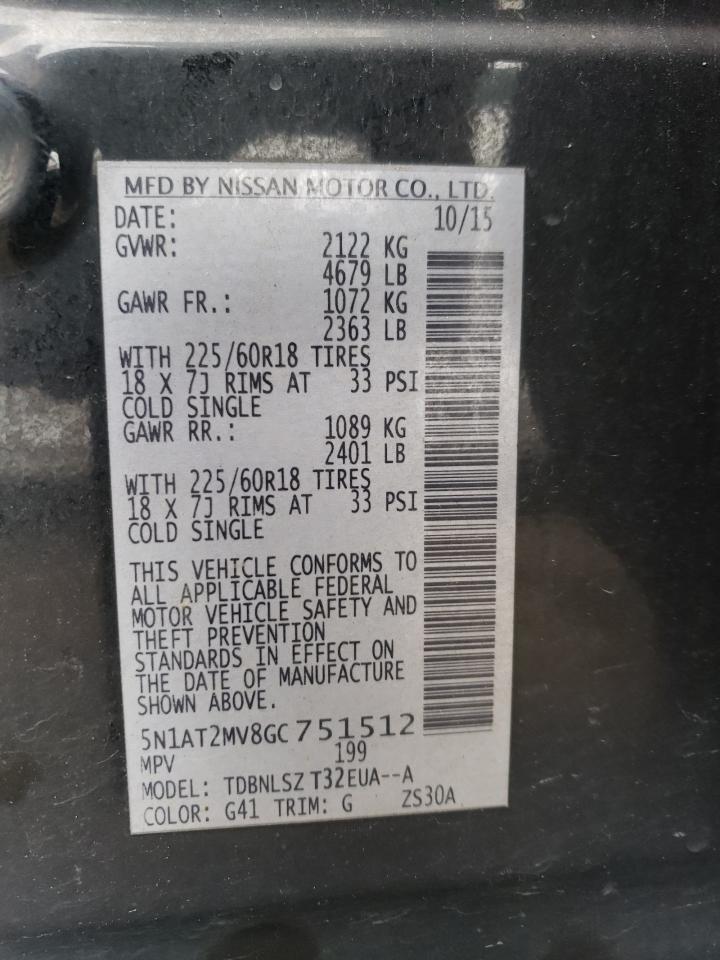 MFD BY NISSAN MOTOR CO., LTD.
DATE: 10/15
GVWR: 2122 KG
4679 LB
GAWR FR.: 1072 KG
2363 LB
WITH 225/60R18 TIRES
18 X 7J RIMS AT 33 PSI
COLD SINGLE
GAWR RR.: 1089 KG
2401 LB
WITH 225/60R18 TIRES
18 X 7J RIMS AT 33 PSI
COLD SINGLE
THIS VEHICLE CONFORMS TO
ALL APPLICABLE FEDERAL
MOTOR VEHICLE SAFETY AND
THEFT PREVENTION
STANDARDS IN EFFECT ON
THE DATE OF MANUFACTURE
SHOWN ABOVE.
5N1AT2MV8GC751512
MPV 199
MODEL: TDBNLSZ T32EUA--A
COLOR: G41 TRIM: G ZS30A